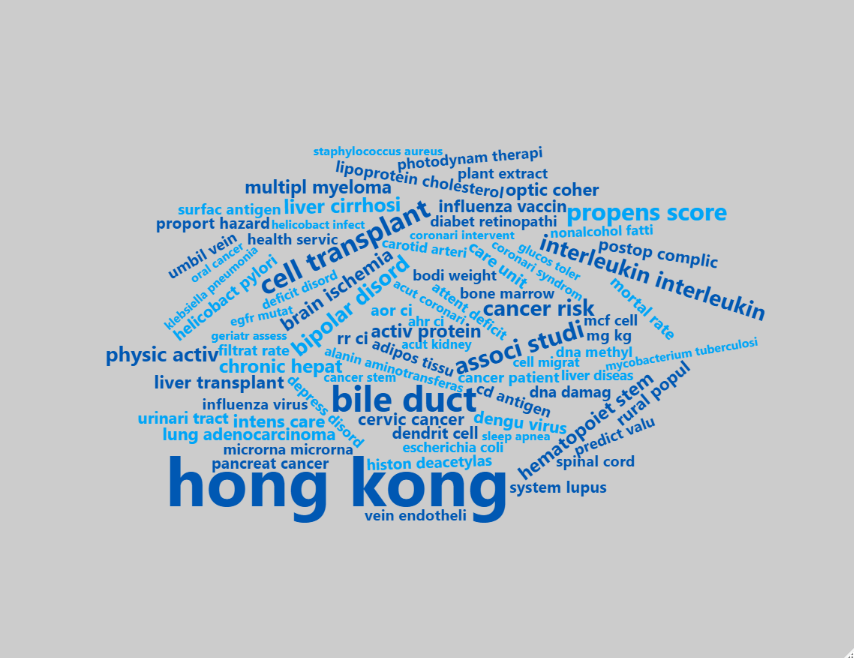 staphylococcus aureus
photodynam therapi
lipoprotein cholesterol
plant extract
multipl myeloma
optic coher
surfac antigen
liver cirrhosi
influenza vaccin
propens score
proport hazard
helicobact infect
diabet retinopathi
nonalcohol fatti
umbil vein
health servic
cell transplant
coronari intervent
carotid arteri
care unit
coronari syndrom
glucos toler
interleukin interleukin
postop complic
oral cancer
klebsiella pneumonia
helicobact pylori
deficit disord
brain ischemia
bipolar disord
bodi weight
acut coronari
attent deficit
bone marrow
mortal rate
egfr mutat
aor ci
cancer risk
ahr ci
mcf cell
geriatr assess
rr ci
activ protein
associ studi
mg kg
physic activ
filtrat rate
acut kidney
adipos tissu
dna methyl
mycobacterium tuberculosi
chronic hepat
alanin aminotransferas
cell migrat
liver transplant
cancer stem
cancer patient
liver diseas
depress disord
bile duct
cd antigen
dna damag
influenza virus
hematopoiet stem
rural popul
urinari tract
intens care
cervic cancer
dengu virus
lung adenocarcinoma
dendrit cell
sleep apnea
predict valu
microrna microrna
escherichia coli
pancreat cancer
histon deacetylas
spinal cord
hong kong
system lupus
vein endotheli